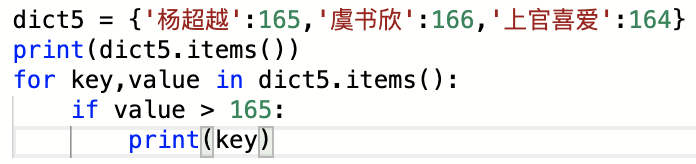 dict5 = {'杨超越':165,'虞书欣':166,'上官喜爱':164}
print(dict5.items())
for key,value in dict5.items():
    if value > 165:
        print(key)